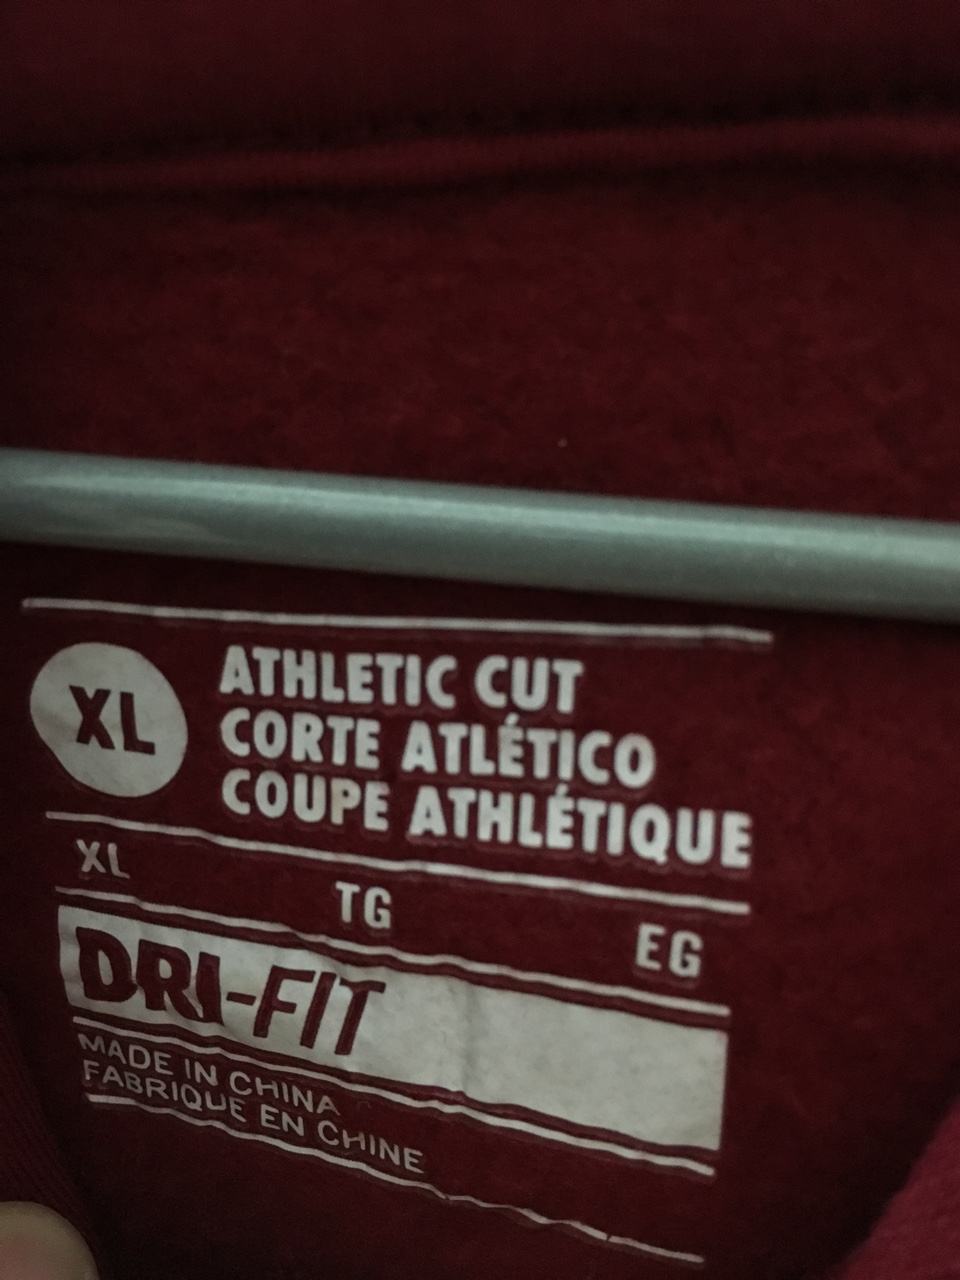 XL
ATHLETIC CUT
CORTE ATLÉTICO
COUPE ATHLÉTIQUE
XL TG EG
DRI-FIT
MADE IN CHINA
FABRIQUE EN CHINE